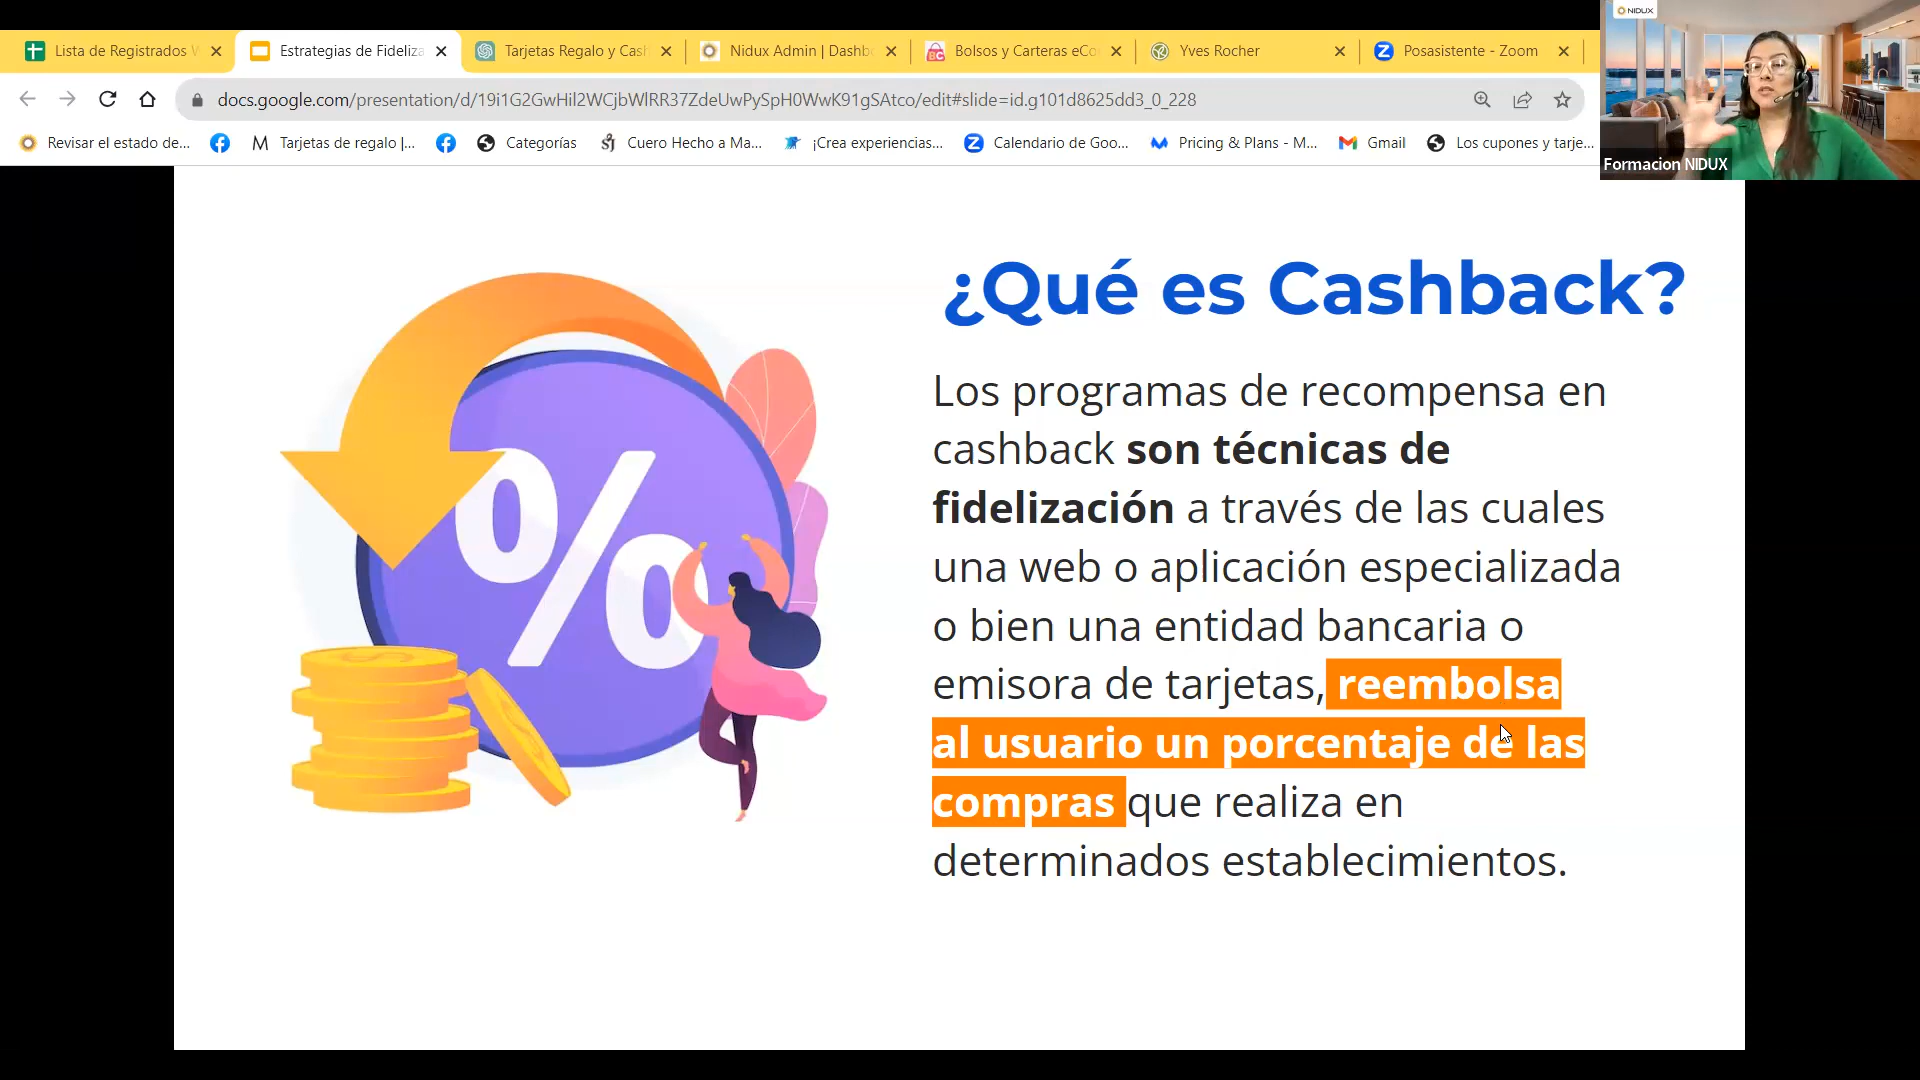 Lista de Registrados
Estrategias de Fideliza
Tarjetas Regalo y Cash
Nidux Admin | Dashb
Bolsos y Carteras eCo
Yves Rocher
Posasistente - Zoom
docs.google.com/presentation/d/19i1G2GwHil2WCjbWlRR37ZdeUwPySpH0WwK91gSAtco/edit#slide=id.g101d8625dd3_0_228
Revisar el estado de...
Tarjetas de regalo |...
Categorías
Cuero Hecho a Ma...
¡Crea experiencias...
Calendario de Goo...
Pricing & Plans - M...
Gmail
Los cupones y tarje...
NIDUX
Formacion NIDUX
¿Qué es Cashback?
Los programas de recompensa en
cashback son técnicas de
fidelización a través de las cuales
una web o aplicación especializada
o bien una entidad bancaria o
emisora de tarjetas, reembolsa
al usuario un porcentaje de las
compras que realiza en
determinados establecimientos.
%